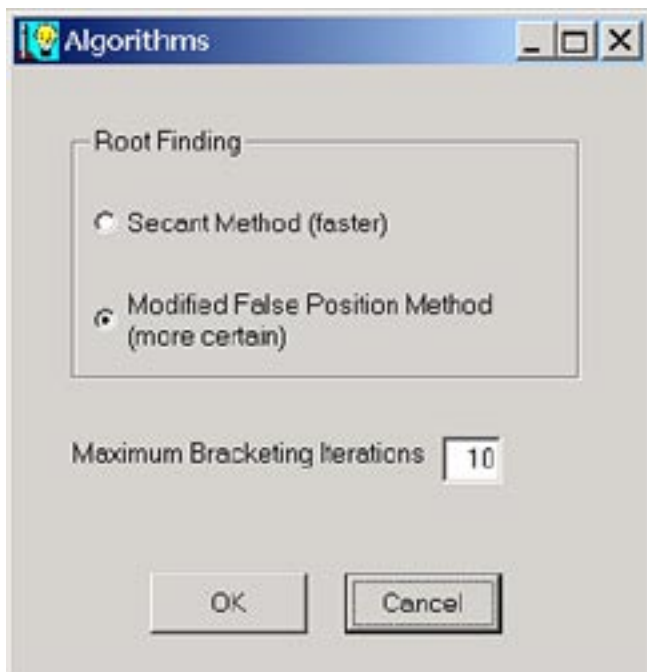 Algorithms
Root Finding
Secant Method (faster)
Modified False Position Method
(more certain)
Maximum Bracketing Iterations 10
OK
Cancel